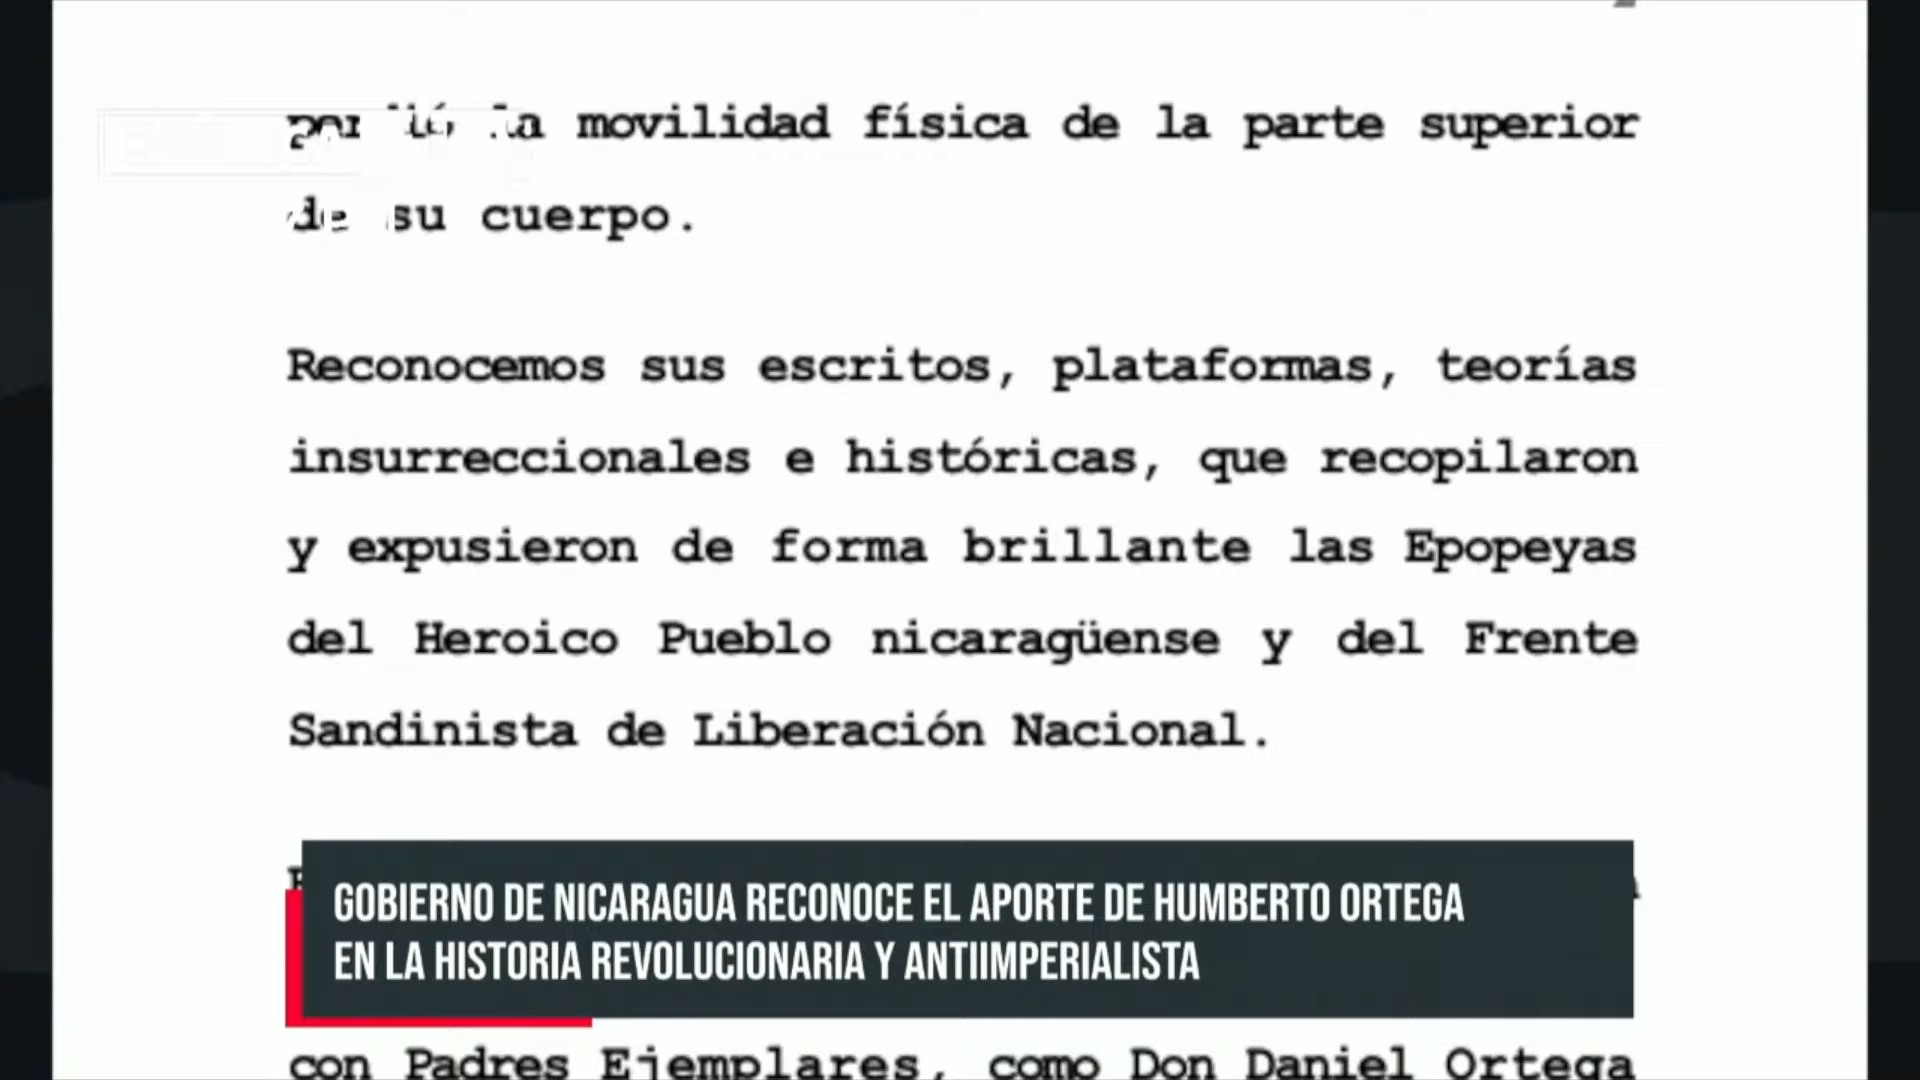 la movilidad física de la parte superior
de su cuerpo.
Reconocemos sus escritos, plataformas, teorías
insurreccionales e históricas, que recopilaron
y expusieron de forma brillante las Epopeyas
del Heroico Pueblo nicaragüense y del Frente
Sandinista de Liberación Nacional.
GOBIERNO DE NICARAGUA RECONOCE EL APORTE DE HUMBERTO ORTEGA
EN LA HISTORIA REVOLUCIONARIA Y ANTIIMPERIALISTA
con Padres Ejemplares, como Don Daniel Ortega